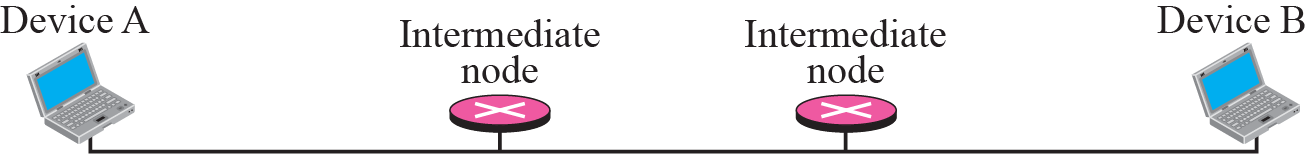 Device A
Intermediate
node
Intermediate
node
Device B